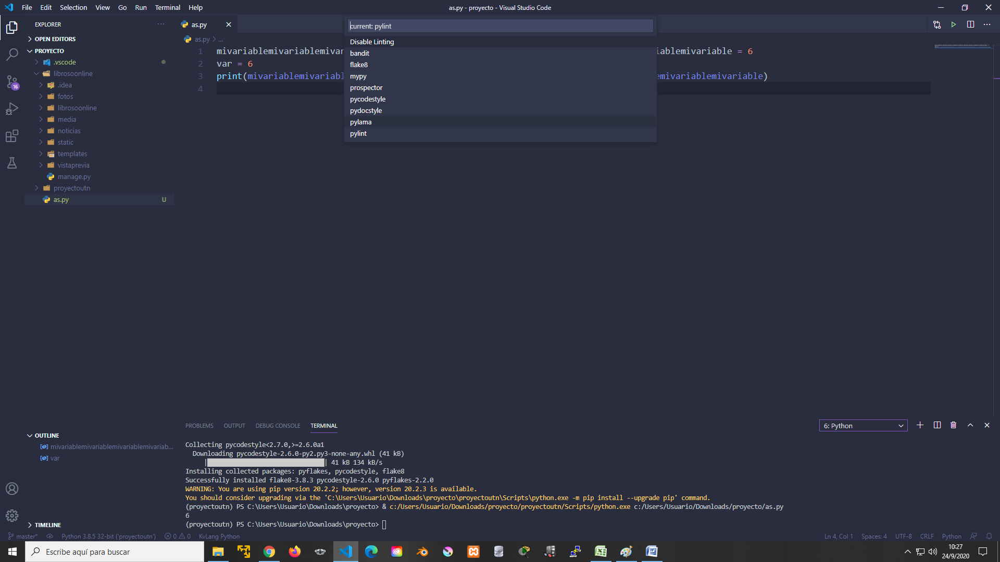 File Edit Selection View Go Run Terminal Help
as.py - proyecto - Visual Studio Code
EXPLORER
OPEN EDITORS
PROYECTO
.vscode
librosoonline
.idea
fotos
librosoonline
media
noticias
static
templates
vistaprevia
manage.py
proyectoutn
as.py U
16
OUTLINE
mivariablemivariablemivariablemivariab...
var
TIMELINE
as.py
as.py > ...
current: pylint
Disable Linting
bandit
flake8
mypy
prospector
pycodestyle
pydocstyle
pylama
pylint
1 mivariablemivariablemivar iablemivariable = 6
2 var = 6
3 print(mivariablemivariabl emivariablemivariable)
4
PROBLEMS OUTPUT DEBUG CONSOLE TERMINAL
6: Python
Collecting pycodestyle<2.7.0,>=2.6.0a1
Downloading pycodestyle-2.6.0-py2.py3-none-any.whl (41 kB)
| | 41 kB 134 kB/s
Installing collected packages: pyflakes, pycodestyle, flake8
Successfully installed flake8-3.8.3 pycodestyle-2.6.0 pyflakes-2.2.0
WARNING: You are using pip version 20.2.2; however, version 20.2.3 is available.
You should consider upgrading via the 'C:\Users\Usuario\Downloads\proyecto\proyectoutn\Scripts\python.exe -m pip install --upgrade pip' command.
(proyectoutn) PS C:\Users\Usuario\Downloads\proyecto> & c:/Users/Usuario/Downloads/proyecto/proyectoutn/Scripts/python.exe c:/Users/Usuario/Downloads/proyecto/as.py
6
(proyectoutn) PS C:\Users\Usuario\Downloads\proyecto>
master* Python 3.8.5 32-bit ('proyectoutn') 0 0 KvLang Python
Ln 4, Col 1 Spaces: 4 UTF-8 CRLF Python
Escribe aquí para buscar
10:27
24/9/2020